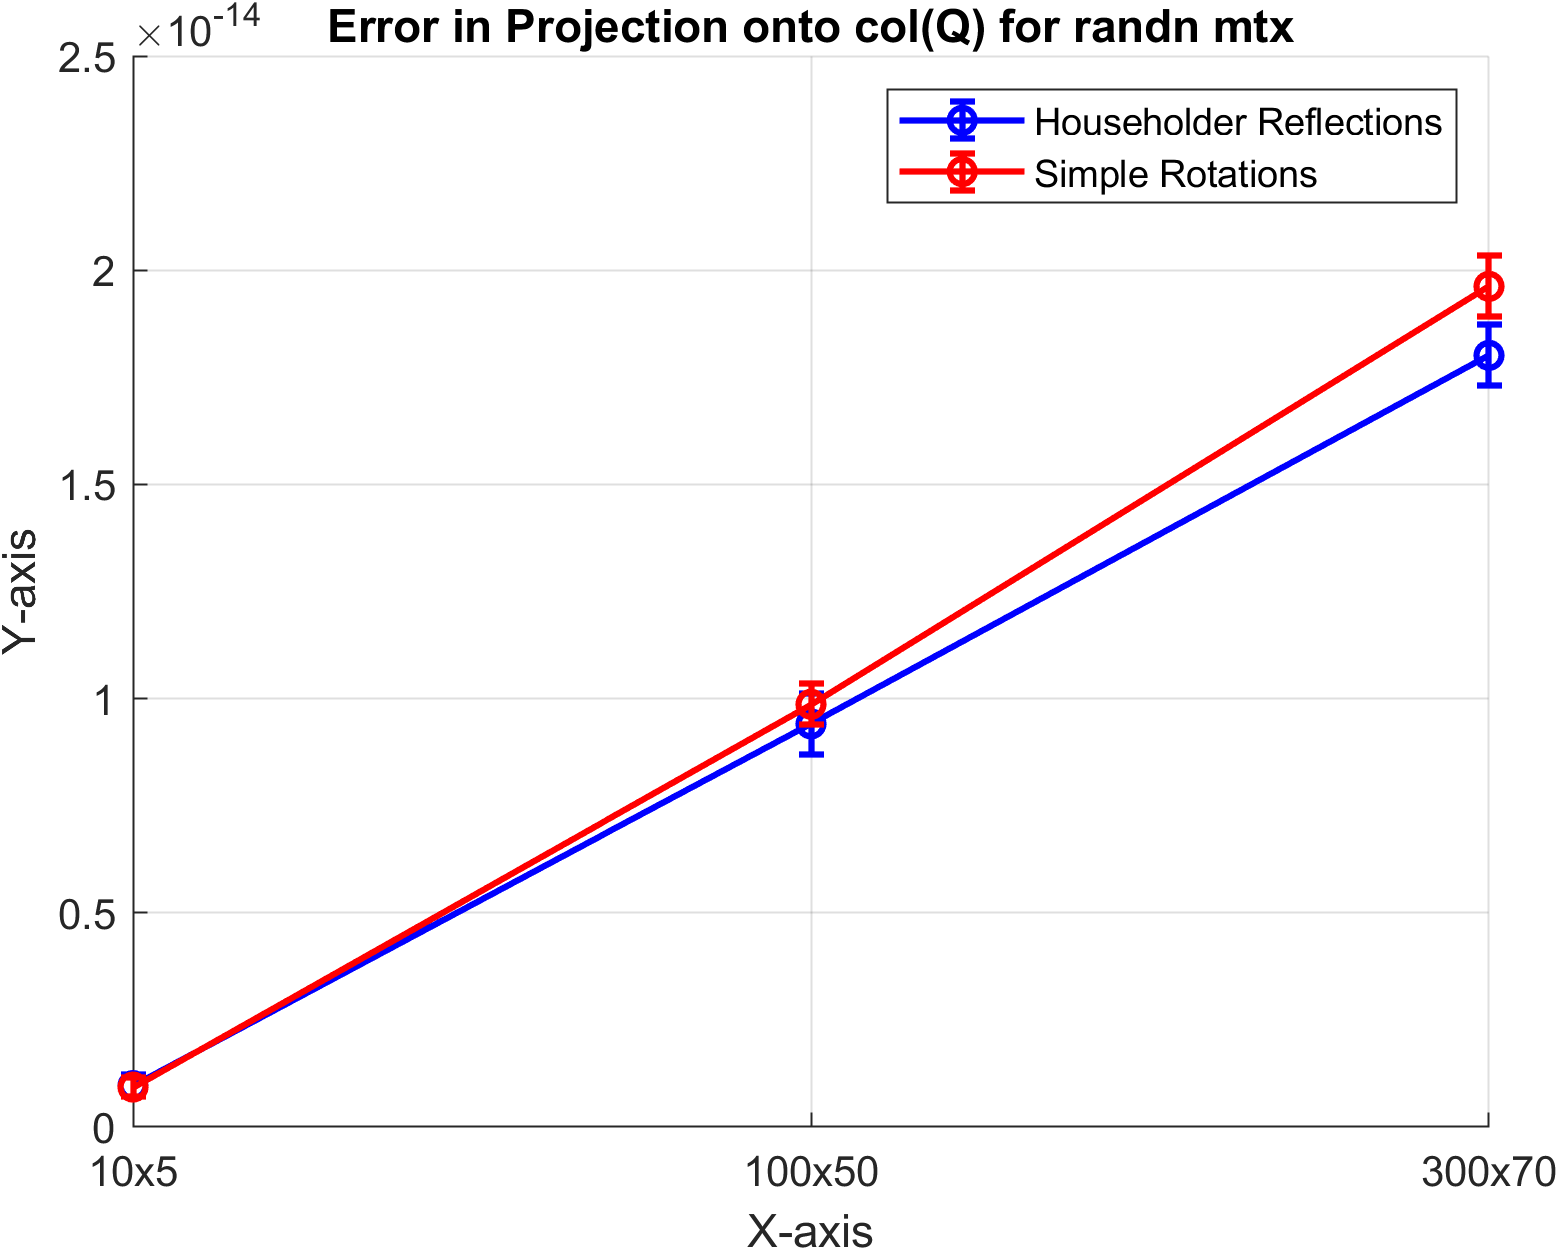 Error in Projection onto col(Q) for randn mtx
×10^-14
2.5
2
1.5
1
0.5
0
Y-axis
Householder Reflections
Simple Rotations
10x5
100x50
300x70
X-axis